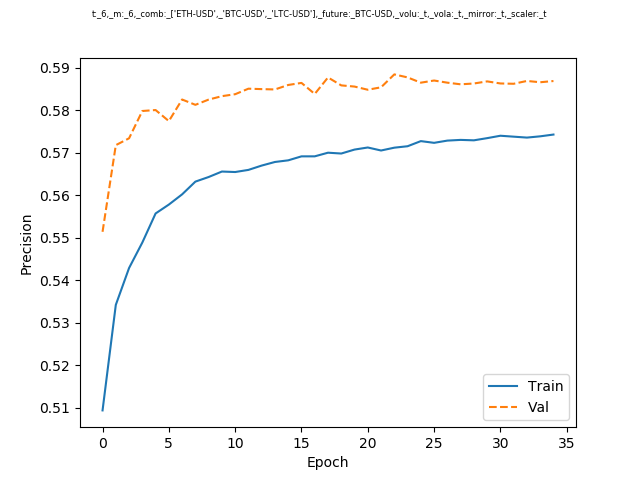 t:_6,_m:_6,_comb:_['ETH-USD',_'BTC-USD',_'LTC-USD'],_future:_BTC-USD,_volu:_t,_vola:_t,_mirror:_t,_scaler:_t
0.59
0.58
0.57
0.56
0.55
0.54
0.53
0.52
0.51
Precision
0 5 10 15 20 25 30 35
Epoch
Train
Val